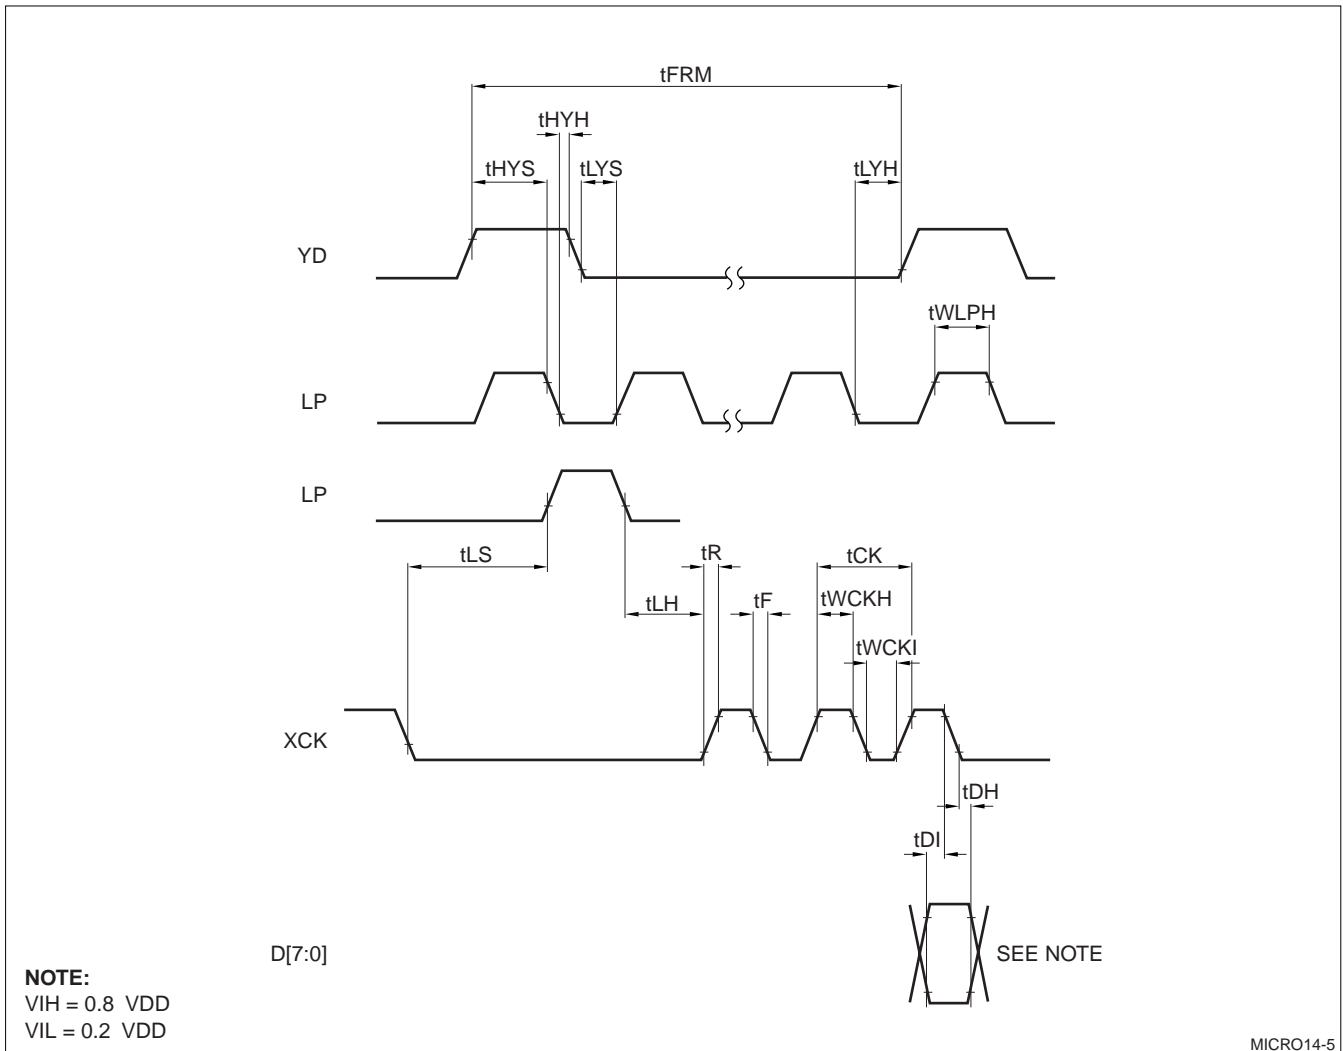 tFRM
tHYH
tHYS
tLYS
tLYH
YD
tWLPH
LP
LP
tLS
tR
tCK
tLH
tF
tWCKH
tWCKI
XCK
tDH
tDI
D[7:0]
SEE NOTE
NOTE:
VIH = 0.8 VDD
VIL = 0.2 VDD
MICRO14-5